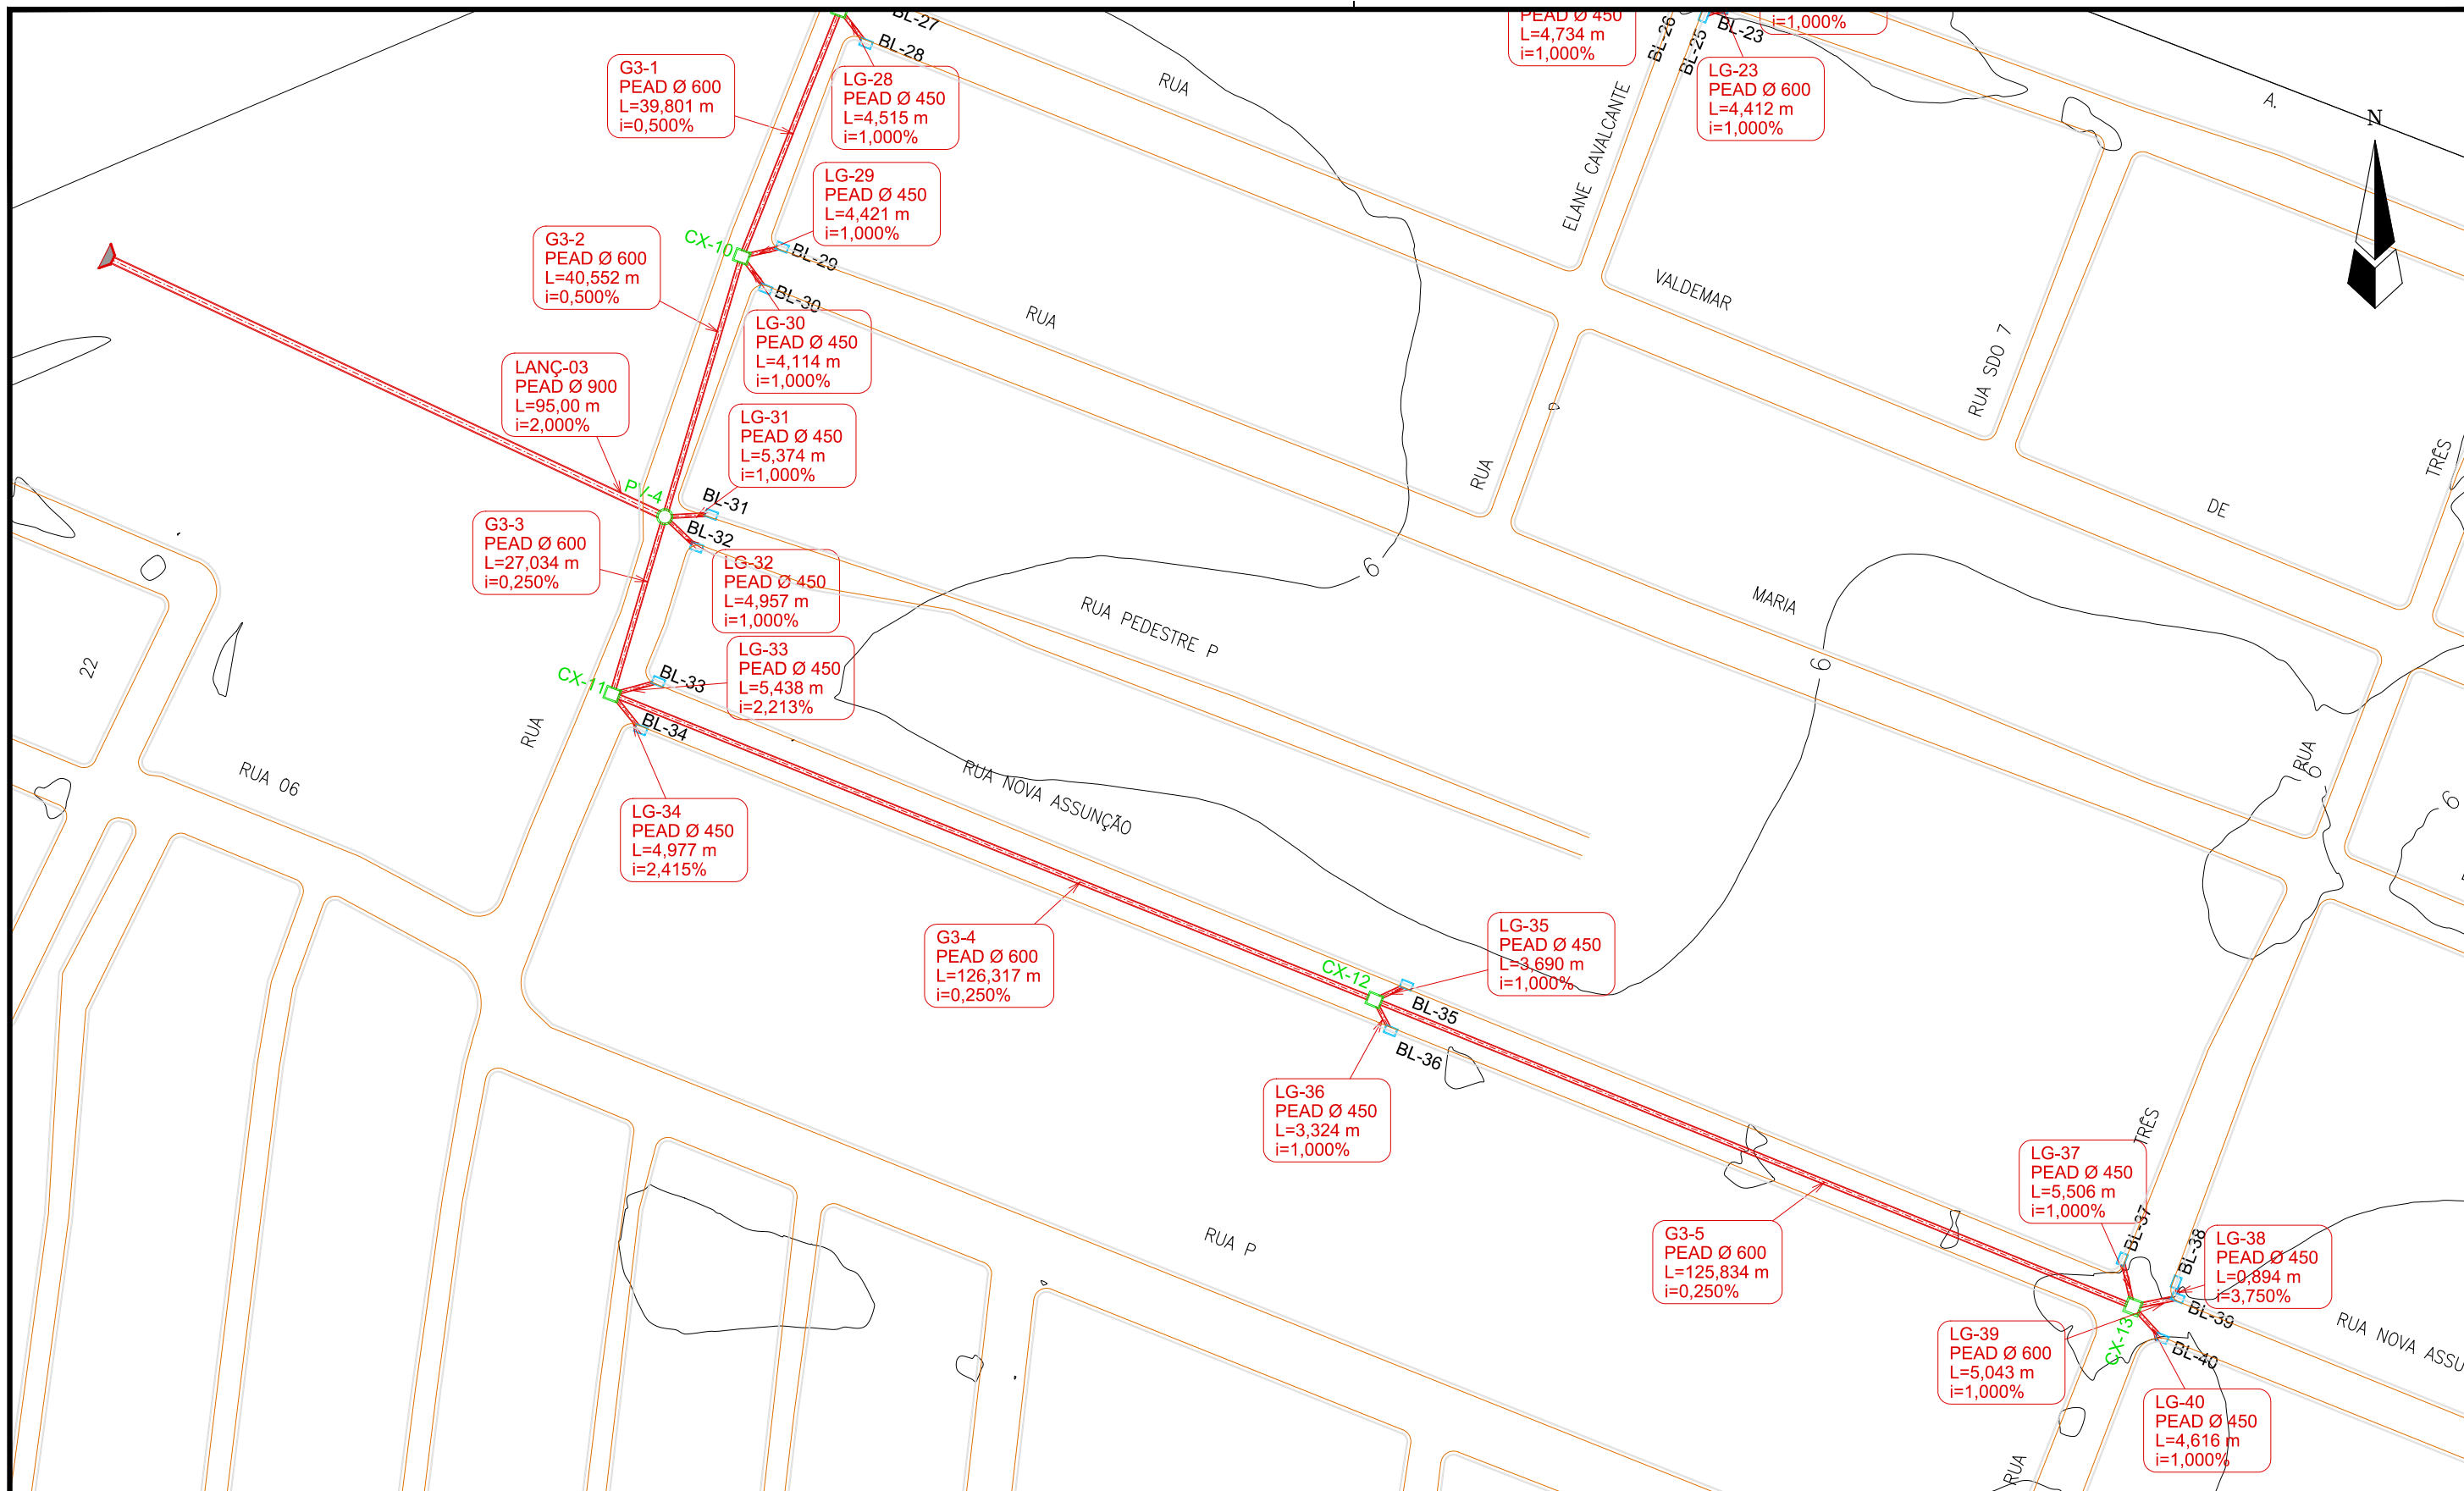 BL-27
BL-28
G3-1
PEAD Ø 600
L=39,801 m
i=0,500%
LG-28
PEAD Ø 450
L=4,515 m
i=1,000%
RUA
PEAD Ø 450
L=4,734 m
i=1,000%
BL-26
BL-25
BL-23
i=1,000%
LG-23
PEAD Ø 600
L=4,412 m
i=1,000%
A.
N
ELANE CAVALCANTE
LG-29
PEAD Ø 450
L=4,421 m
i=1,000%
CX-10
BL-29
BL-30
G3-2
PEAD Ø 600
L=40,552 m
i=0,500%
LG-30
PEAD Ø 450
L=4,114 m
i=1,000%
RUA
VALDEMAR
RUA SDO 7
LANÇ-03
PEAD Ø 900
L=95,00 m
i=2,000%
LG-31
PEAD Ø 450
L=5,374 m
i=1,000%
RUA
TRÊS
DE
PV-4
BL-31
BL-32
G3-3
PEAD Ø 600
L=27,034 m
i=0,250%
LG-32
PEAD Ø 450
L=4,957 m
i=1,000%
6
RUA PEDESTRE P
MARIA
6
22
LG-33
PEAD Ø 450
L=5,438 m
i=2,213%
CX-11
BL-33
BL-34
RUA
RUA 06
RUA NOVA ASSUNÇÃO
RUA
6
6
LG-34
PEAD Ø 450
L=4,977 m
i=2,415%
G3-4
PEAD Ø 600
L=126,317 m
i=0,250%
LG-35
PEAD Ø 450
L=3,690 m
i=1,000%
CX-12
BL-35
BL-36
LG-36
PEAD Ø 450
L=3,324 m
i=1,000%
TRÊS
LG-37
PEAD Ø 450
L=5,506 m
i=1,000%
RUA P
G3-5
PEAD Ø 600
L=125,834 m
i=0,250%
BL-37
BL-38
LG-38
PEAD Ø 450
L=0,894 m
i=3,750%
BL-39
CX-13
BL-40
RUA NOVA ASSU
LG-39
PEAD Ø 600
L=5,043 m
i=1,000%
LG-40
PEAD Ø 450
L=4,616 m
i=1,000%
RUA